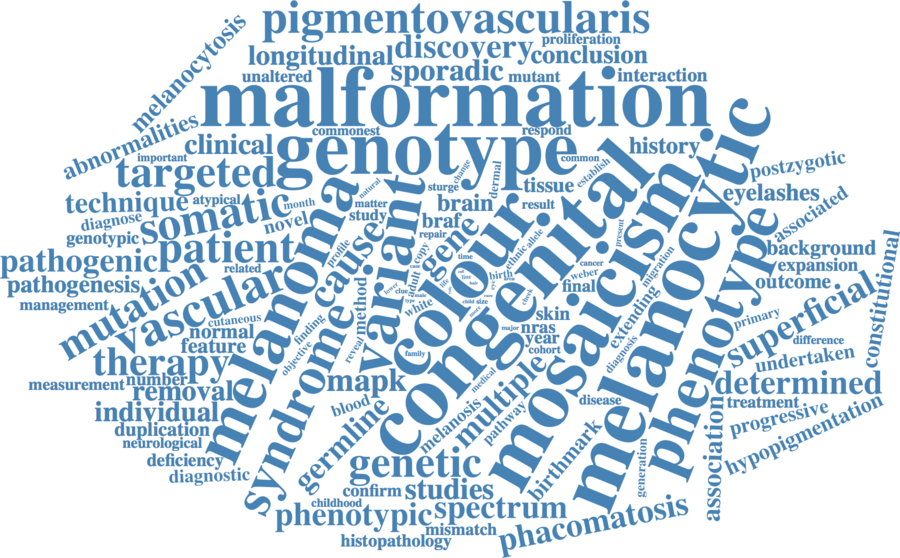 pigmentovascularis
melanocytosis
longitudinal
discovery
proliferation
conclusion
unaltered
sporadic
mutant
interaction
malformation
abnormalities
commonest
respond
clinical
genotype
history
important
common
targeted
natural
sturge
change
dermal
tissue
establish
postzygotic
technique
atypical
month
matter
brain
result
eyelashes
diagnose
somatic
novel
study
braf
associated
genotypic
patient
repair
ethnic
allele
present
background
pathogenic
related
profile
cause
variant
copy
gene
time
colour
congenital
mosaicism
melanocytic
phenotype
cancer
migration
expansion
constitutional
pathogenesis
adult
birth
weber
final
outcome
management
mutation
vascular
cutaneous
melanoma
syndrome
method
white
child
size
check
skin
extending
superficial
normal
finding
reveal
major
nras
primary
feature
objective
family
year
cohort
diagnosis
difference
therapy
undertaken
measurement
number
removal
mapk
medical
multiple
disease
determined
individual
blood
germline
melanosis
pathway
birthmark
treatment
duplication
progressive
neurological
association
hypopigmentation
deficiency
genetic
generation
diagnostic
confirm
studies
childhood
phenotypic
spectrum
mismatch
phacomatosis
histopathology